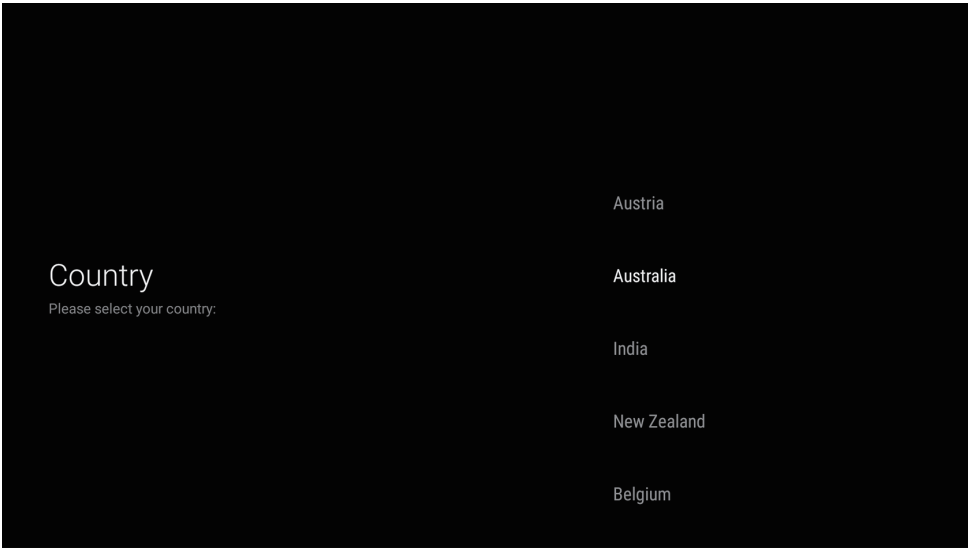 Country
Please select your country:
Austria
Australia
India
New Zealand
Belgium